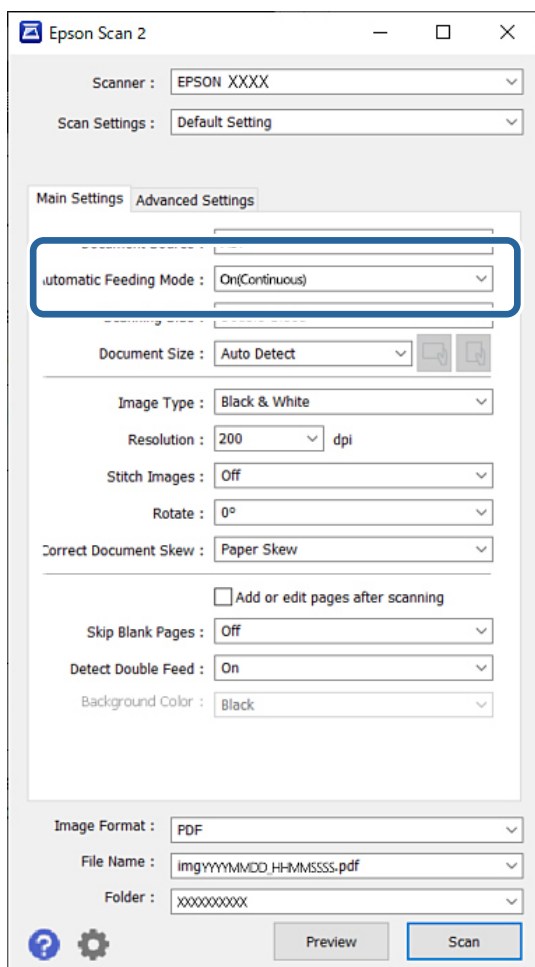 Epson Scan 2
Scanner : EPSON XXXX
Scan Settings : Default Setting
Main Settings Advanced Settings
utomatic Feeding Mode : On(Continuous)
Document Size : Auto Detect
Image Type : Black & White
Resolution : 200 dpi
Stitch Images : Off
Rotate : 0°
Correct Document Skew : Paper Skew
Add or edit pages after scanning
Skip Blank Pages : Off
Detect Double Feed : On
Background Color : Black
Image Format : PDF
File Name : imgYYYYMMDD_HHMMSSSS.pdf
Folder : XXXXXXXXXX
? Preview Scan